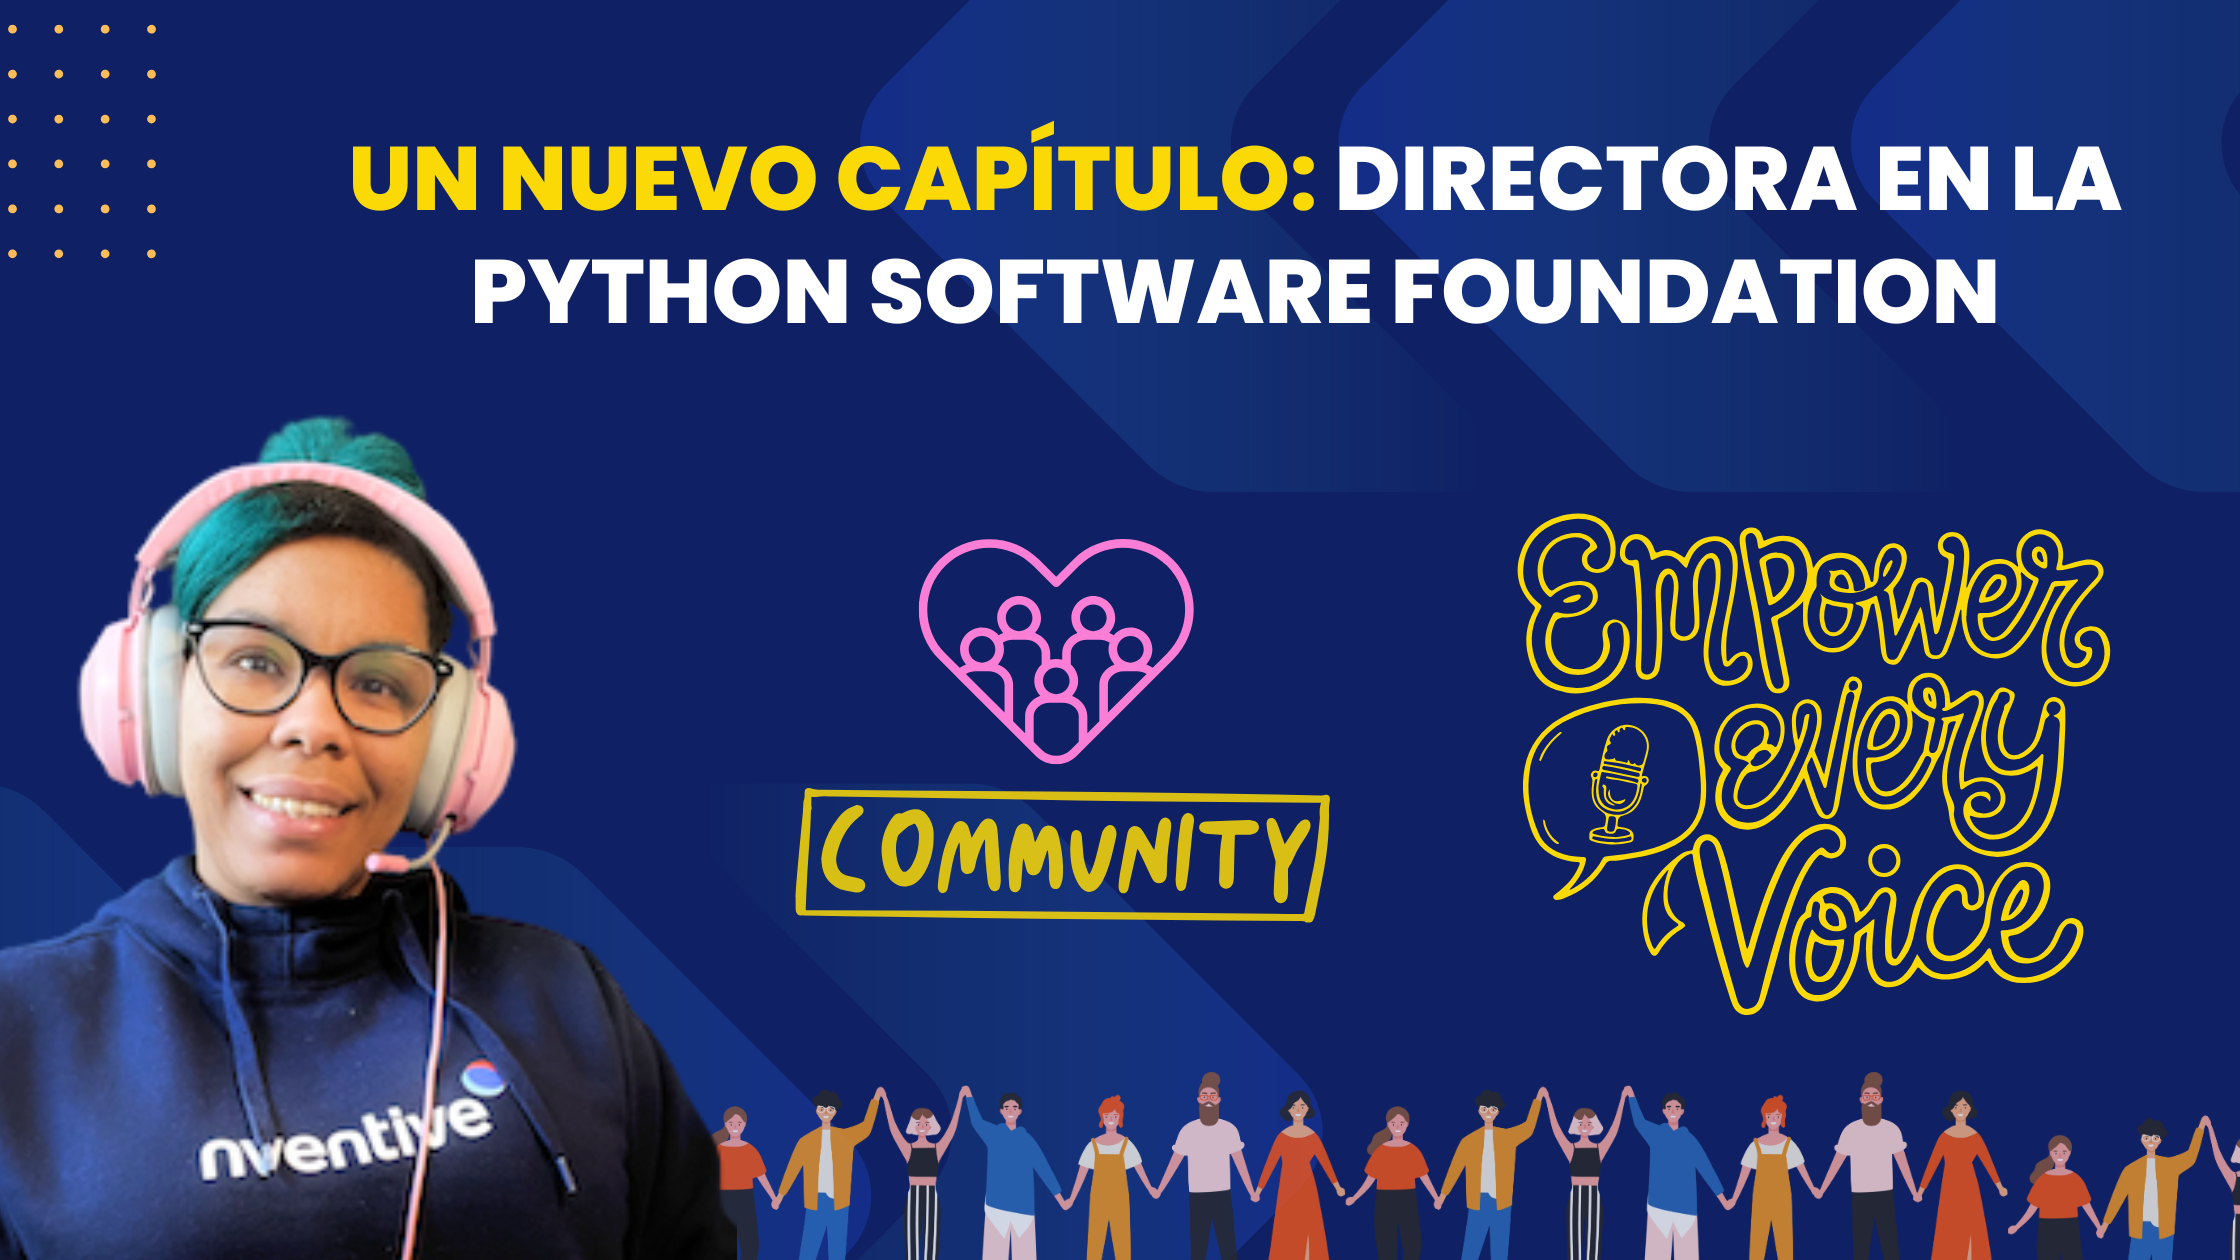 UN NUEVO CAPÍTULO: DIRECTORA EN LA
PYTHON SOFTWARE FOUNDATION
COMMUNITY
Empower
every
Voice
nventive